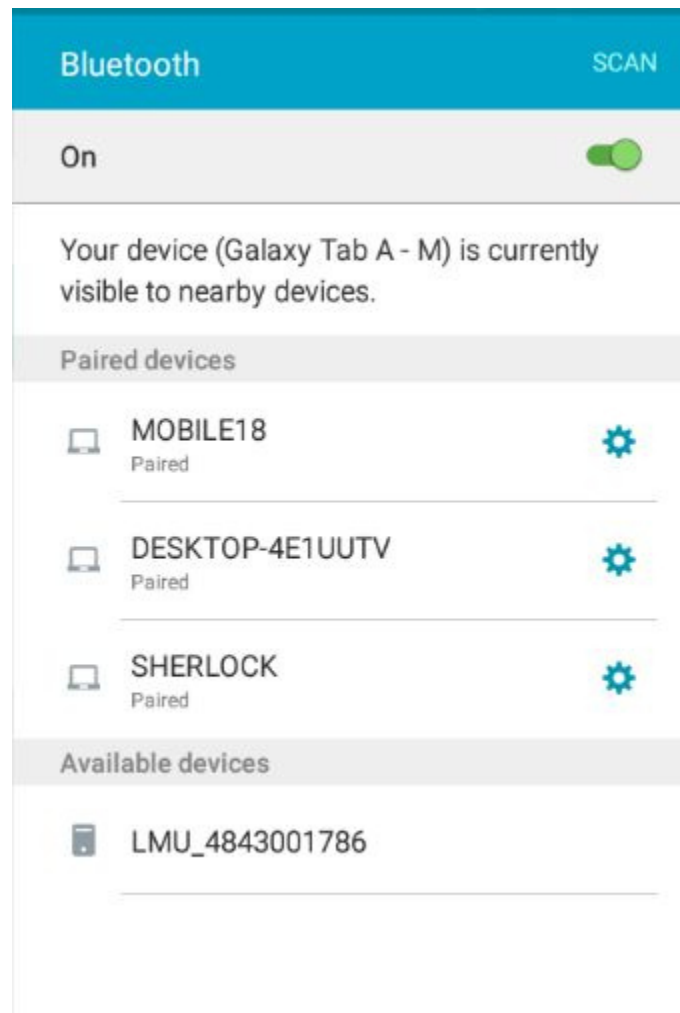 Bluetooth SCAN
On
Your device (Galaxy Tab A - M) is currently
visible to nearby devices.
Paired devices
MOBILE18
Paired
DESKTOP-4E1UUTV
Paired
SHERLOCK
Paired
Available devices
LMU_4843001786